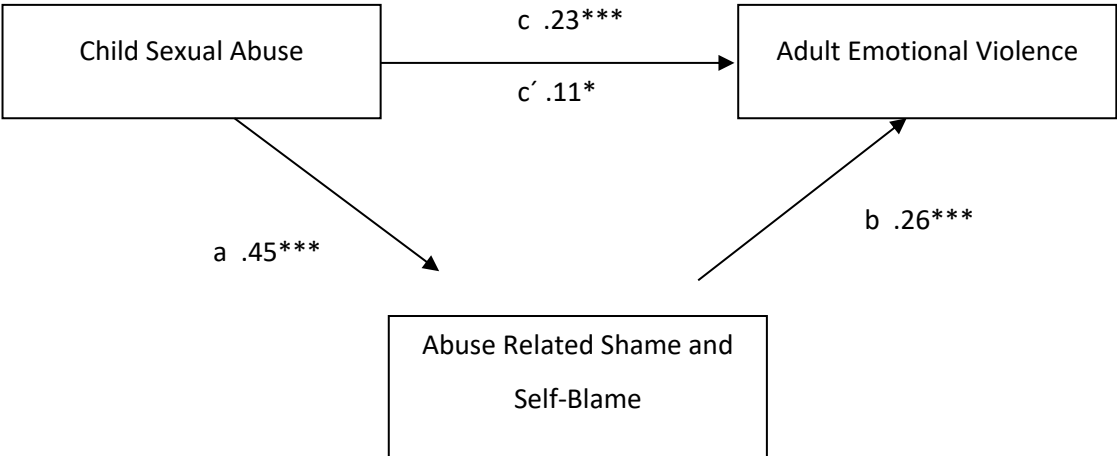 c .23***
Child Sexual Abuse
Adult Emotional Violence
c´ .11*
b .26***
a .45***
Abuse Related Shame and
Self-Blame